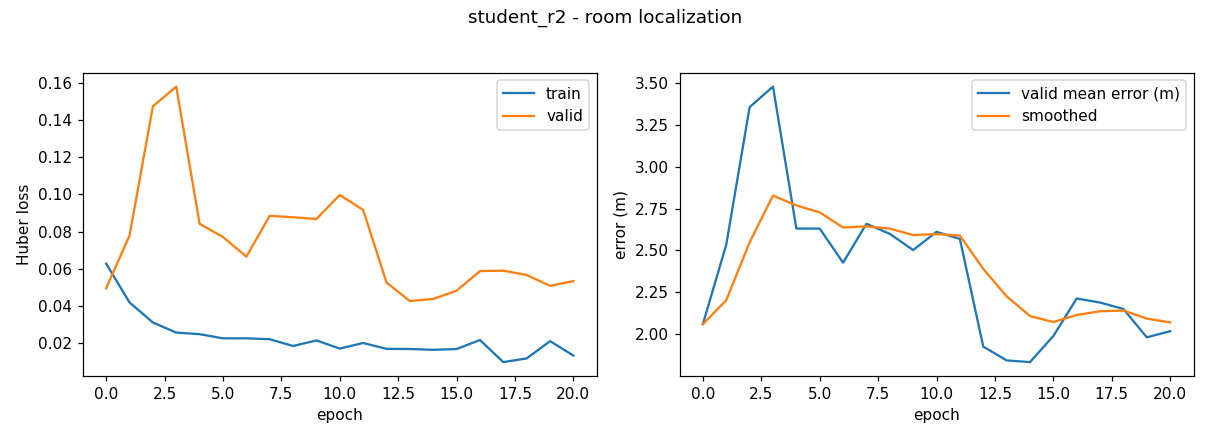 student_r2 - room localization
Huber loss
0.16
0.14
0.12
0.10
0.08
0.06
0.04
0.02
train
valid
0.0 2.5 5.0 7.5 10.0 12.5 15.0 17.5 20.0
epoch
error (m)
3.50
3.25
3.00
2.75
2.50
2.25
2.00
valid mean error (m)
smoothed
0.0 2.5 5.0 7.5 10.0 12.5 15.0 17.5 20.0
epoch